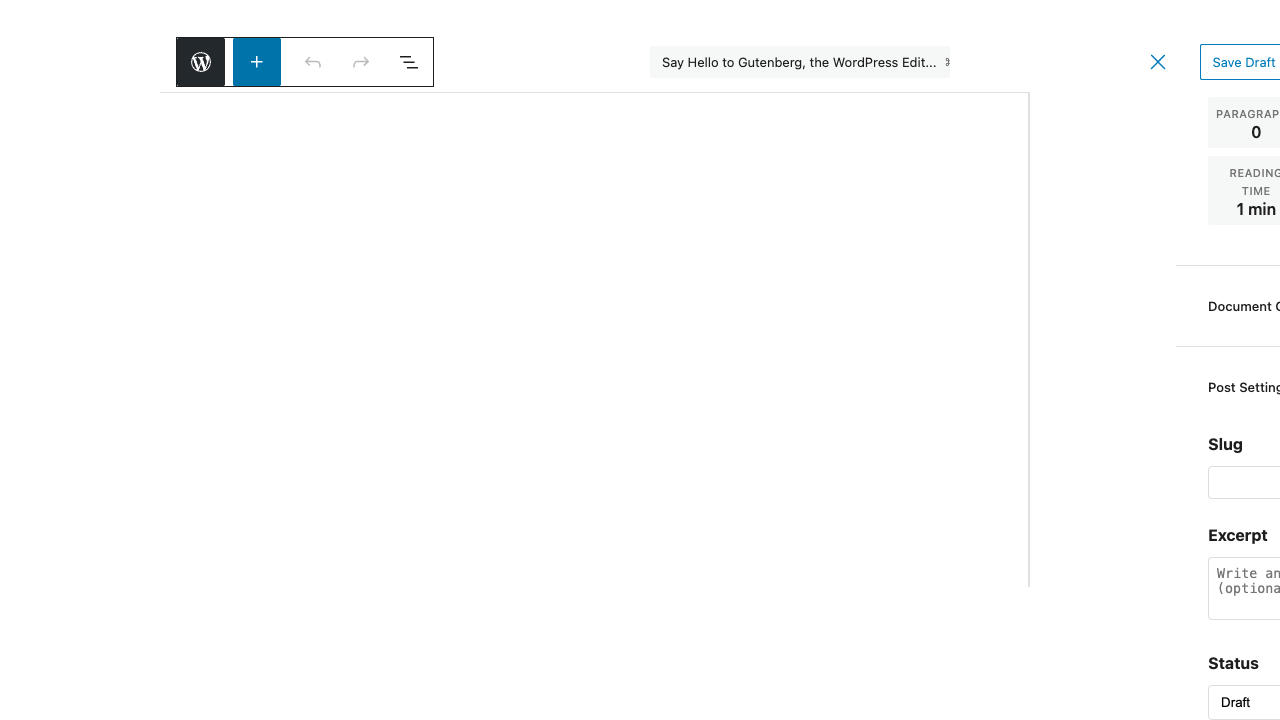 Say Hello to Gutenberg, the WordPress Edit...
Save Draft
PARAGRAP
0
READING
TIME
1 min
Document
Post Setting
Slug
Excerpt
Write an
(optiona
Status
Draft